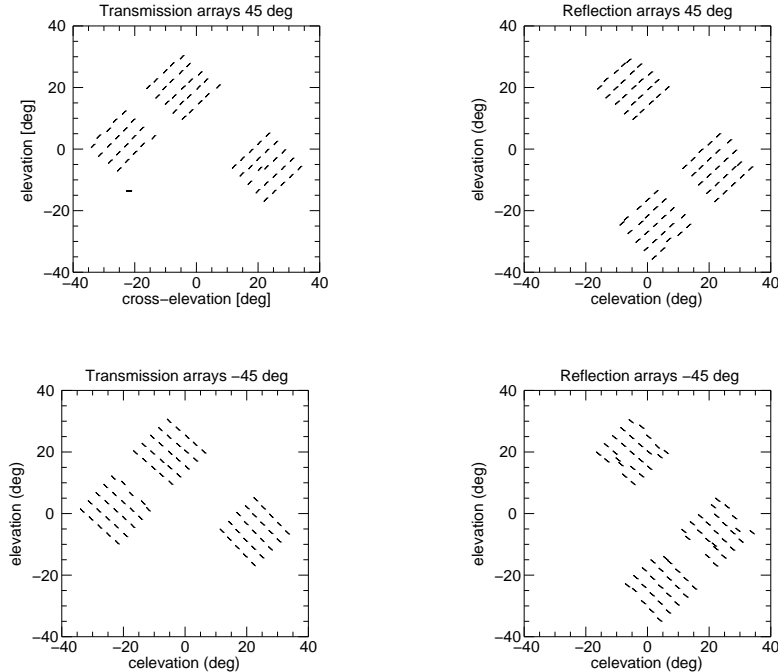 Transmission arrays 45 deg
40
20
0
−20
−40
elevation [deg]
−40 −20 0 20 40
cross−elevation [deg]
Reflection arrays 45 deg
40
20
0
−20
−40
elevation (deg)
−40 −20 0 20 40
celevation (deg)
Transmission arrays −45 deg
40
20
0
−20
−40
elevation (deg)
−40 −20 0 20 40
celevation (deg)
Reflection arrays −45 deg
40
20
0
−20
−40
elevation (deg)
−40 −20 0 20 40
celevation (deg)